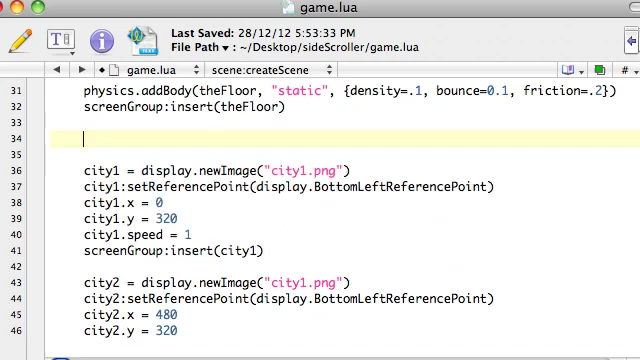 game.lua
Last Saved: 28/12/12 5:53:33 PM
File Path ▾: ~/Desktop/sideScroller/game.lua
T
i
game.lua
scene:createScene
#
31 physics.addBody(theFloor, "static", {density=.1, bounce=0.1, friction=.2})
32 screenGroup:insert(theFloor)
33
34
35
36 city1 = display.newImage("city1.png")
37 city1:setReferencePoint(display.BottomLeftReferencePoint)
38 city1.x = 0
39 city1.y = 320
40 city1.speed = 1
41 screenGroup:insert(city1)
42
43 city2 = display.newImage("city1.png")
44 city2:setReferencePoint(display.BottomLeftReferencePoint)
45 city2.x = 480
46 city2.y = 320